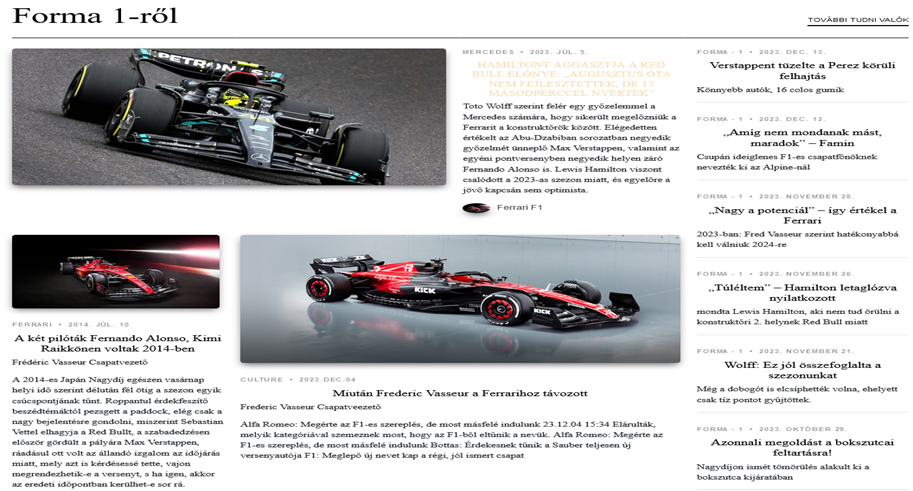 Forma 1-ről
TOVÁBBI TUDNI VALÓK
PETRONAS
MERCEDES • 2023. JÚL. 5.
HAMILTONT AGGASZTJA A RED
BULL ELŐNYE: „AUGUSZTUS ÓTA
NEM FEJLESZTETTEK, DE 17
MÁSODPERCCEL NYERTEK"
Toto Wolff szerint felér egy győzelemmel a
Mercedes számára, hogy sikerült megelőzniük a
Ferrarit a konstruktőrök között. Elégedetten
értékelt az Abu-Dzabiban sorozatban negyedik
győzelmét ünneplő Max Verstappen, valamint az
egyéni pontversenyben negyedik helyen záró
Fernando Alonso is. Lewis Hamilton viszont
csalódott a 2023-as szezon miatt, és egyelőre a
jövő kapcsán sem optimista.
Ferrari F1
FERRARI • 2014. JÚL. 10
A két pilóták Fernando Alonso, Kimi
Raikkönen voltak 2014-ben
Frédéric Vasseur Csapatvezető
A 2014-es Japán Nagydíj egészen vasárnap
helyi idő szerint délután fél ötig a szezon egyik
csúcspontjának tűnt. Roppantul érdekfeszítő
beszédtémáktól pezsgett a paddock, elég csak a
nagy bejelentésre gondolni, miszerint Sebastian
Vettel elhagyja a Red Bullt, a szabadedzésen
először gördült a pályára Max Verstappen,
ráadásul ott volt az állandó izgalom az időjárás
miatt, mely azt is kérdésessé tette, vajon
megrendezhetik-e a versenyt, s ha igen, akkor
az eredeti időpontban kerülhet-e sor rá.
KICK
KICK
CULTURE • 2023.DEC.04
Miután Frederic Vasseur a Ferrarihoz távozott
Frederic Vasseur Csapatveezető
Alfa Romeo: Megérte az F1-es szereplés, de most másfelé indulunk 23.12.04 15:34 Elárulták,
melyik kategóriával szemeznek most, hogy az F1-ből eltűnik a nevük. Alfa Romeo: Megérte az
F1-es szereplés, de most másfelé indulunk Bottas: Érdekesnek tűnik a Sauber teljesen új
versenyautója F1: Meglepő új nevet kap a régi, jól ismert csapat
FORMA - 1 • 2023. DEC. 13.
Verstappent tüzelte a Perez körüli
felhajtás
Könnyebb autók, 16 colos gumik
FORMA - 1 • 2023. DEC. 12.
„Amíg nem mondanak mást,
maradok” – Famin
Csupán ideiglenes F1-es csapatfőnöknek
nevezték ki az Alpine-nál
FORMA - 1 • 2023. NOVEMBER 28.
„Nagy a potenciál” – így értékel a
Ferrari
2023-ban: Fred Vasseur szerint hatékonyabbá
kell válniuk 2024-re
FORMA - 1 • 2023. NOVEMBER 26.
„Túléltem” – Hamilton letaglózva
nyilatkozott
mondta Lewis Hamilton, aki nem tud örülni a
konstruktőri 2. helynek Red Bull miatt
FORMA - 1 • 2023. NOVEMBER 21.
Wolff: Ez jól összefoglalta a
szezonunkat
Még a dobogót is elcsíphették volna, ehelyett
csak tíz pontot gyűjtöttek.
FORMA - 1 • 2023. OKTÓBER 29.
Azonnali megoldást a bokszutcai
feltartásra!
Nagydíjon ismét tömörülés alakult ki a
bokszutca kijáratában